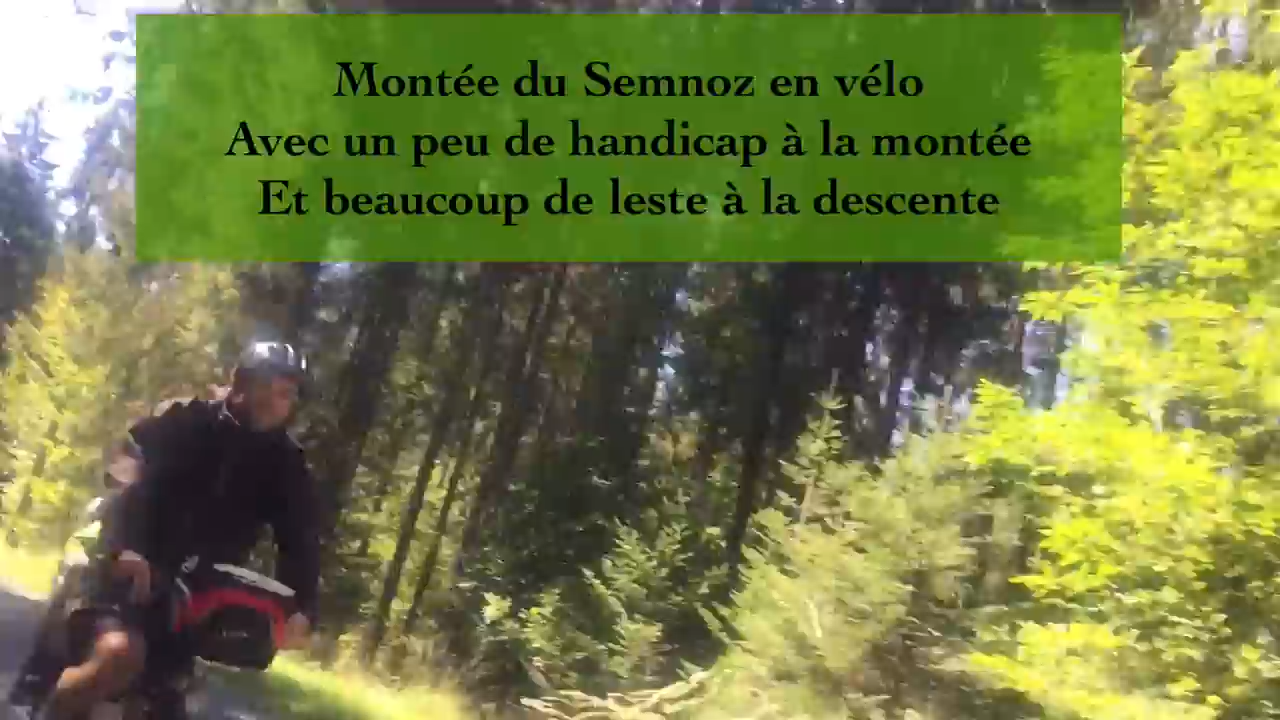 Montée du Semnoz en vélo
Avec un peu de handicap à la montée
Et beaucoup de leste à la descente